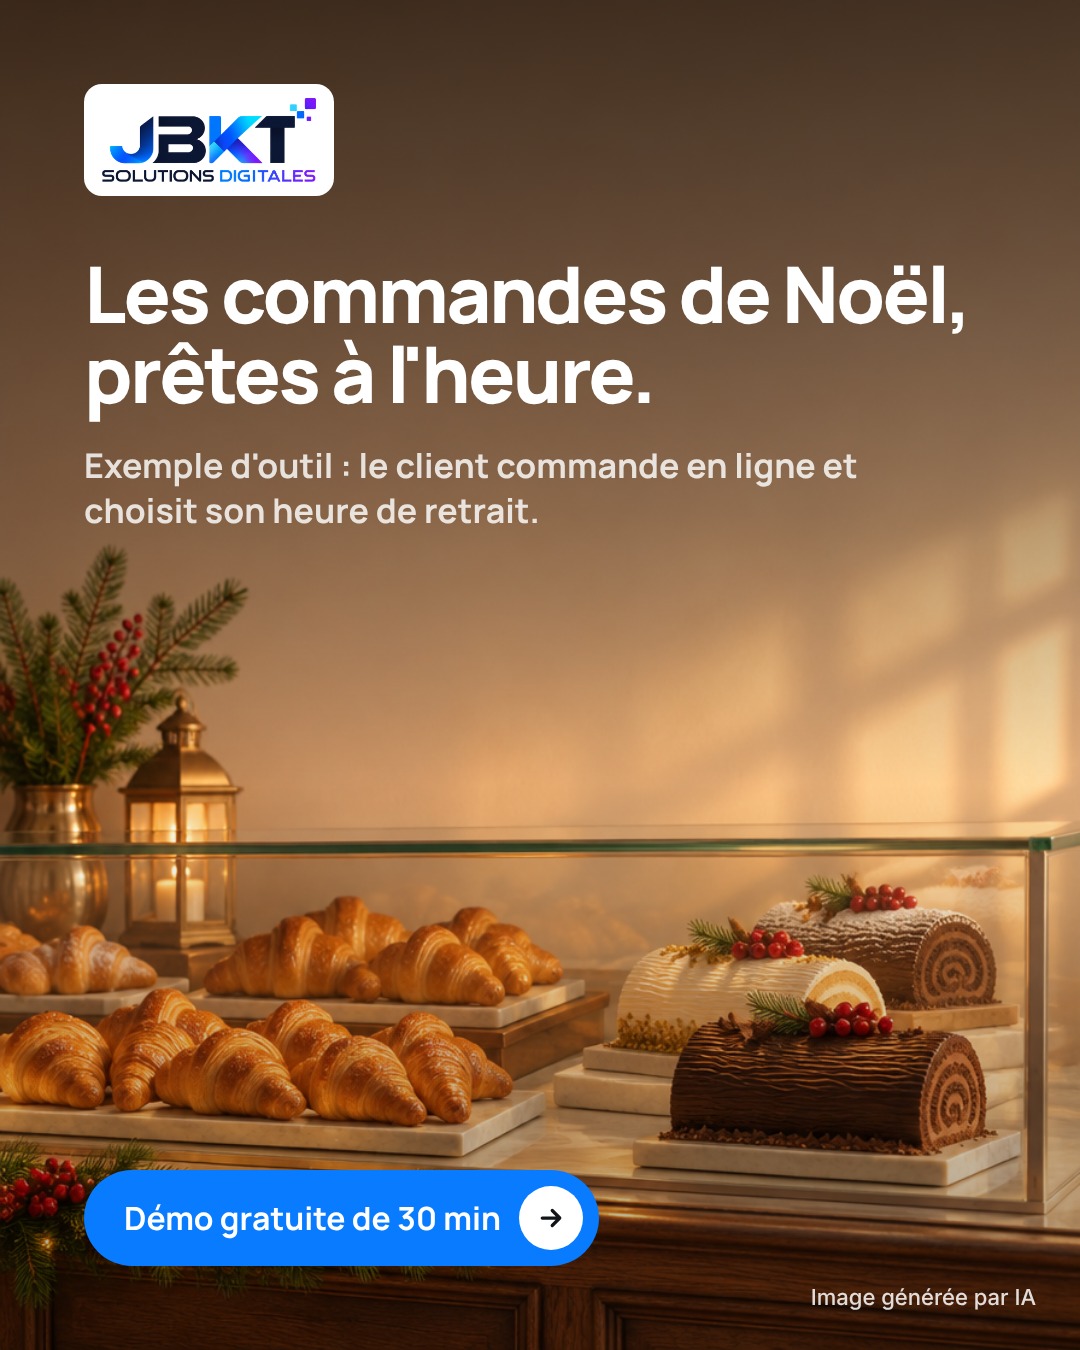 JBKT
SOLUTIONS DIGITALES
Les commandes de Noël,
prêtes à l'heure.
Exemple d'outil : le client commande en ligne et
choisit son heure de retrait.
Démo gratuite de 30 min
Image générée par IA